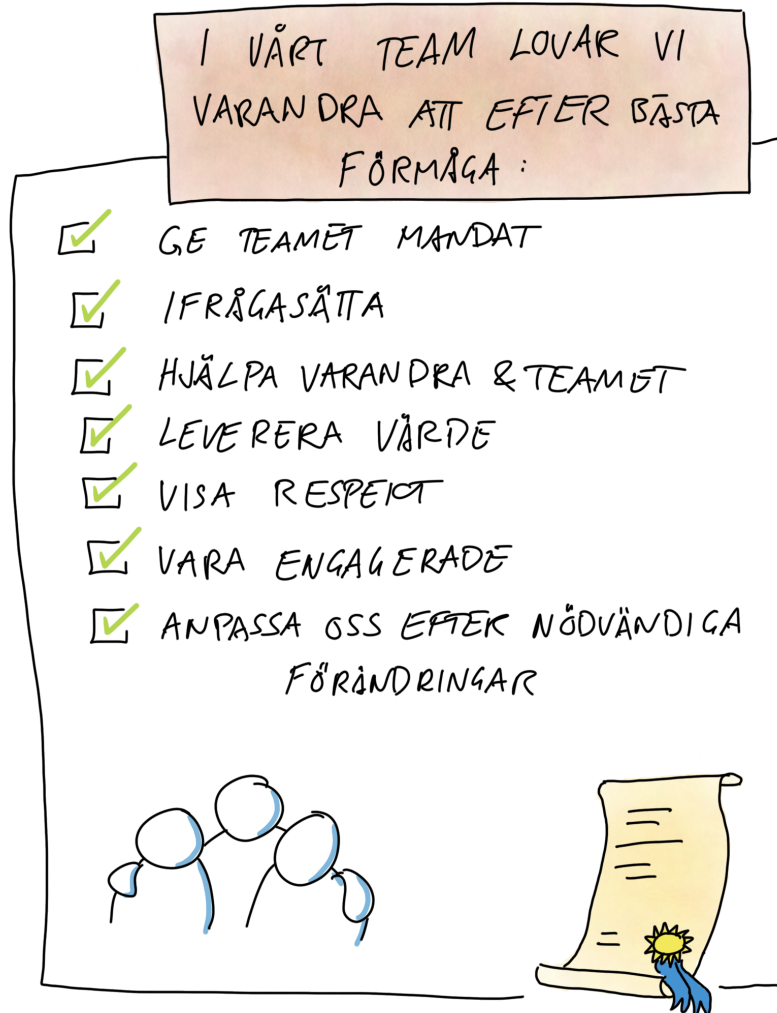 I VÅRT TEAM LOVAR VI
VARANDRA ATT EFTER BÄSTA
FÖRMÅGA:
GE TEAMET MANDAT
IFRÅGASÄTTA
HJÄLPA VARANDRA & TEAMET
LEVERERA VÄRDE
VISA RESPEKT
VARA ENGAGERADE
ANPASSA OSS EFTER NÖDVÄNDIGA
FÖRÄNDRINGAR